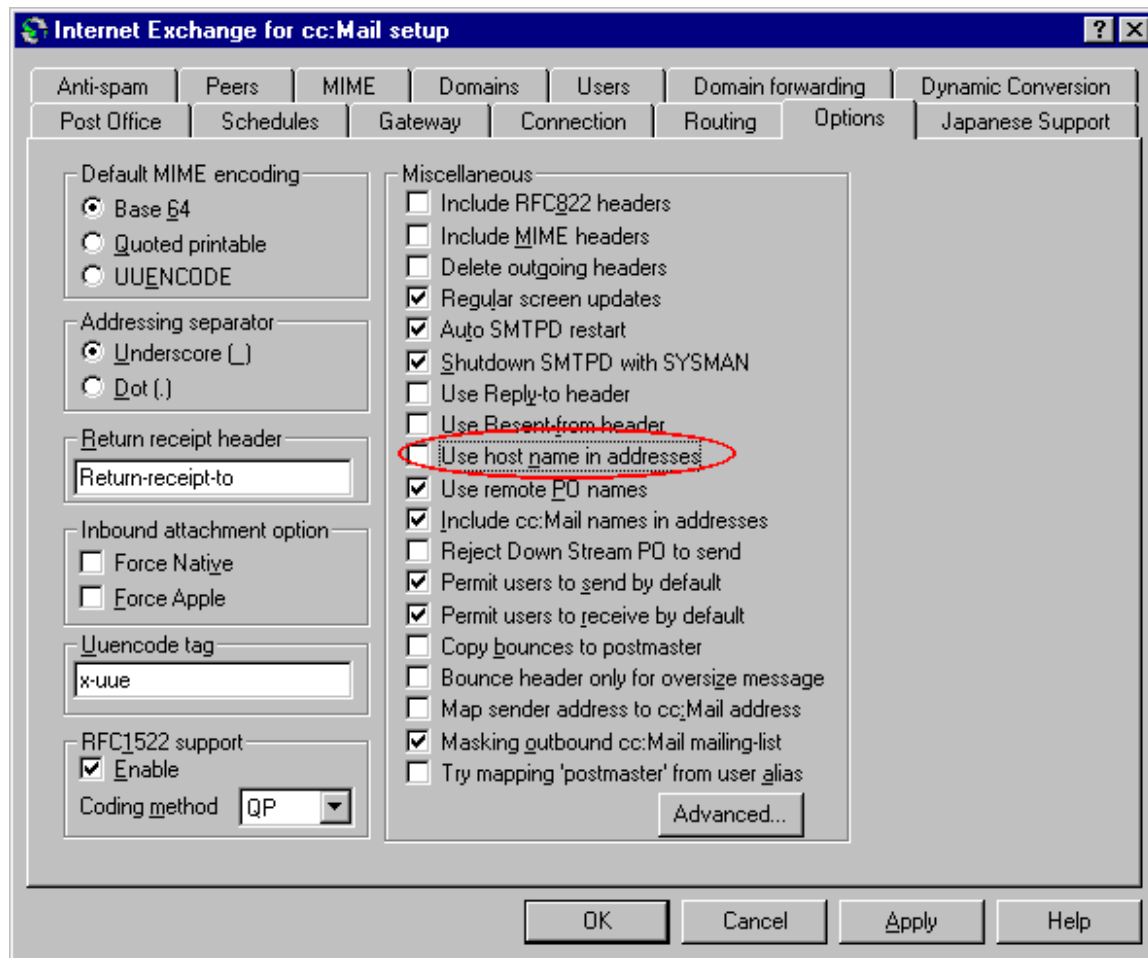 Internet Exchange for cc:Mail setup
Anti-spam Peers MIME Domains Users Domain forwarding Dynamic Conversion
Post Office Schedules Gateway Connection Routing Options Japanese Support
Default MIME encoding
Base 64
Quoted printable
UUENCODE
Addressing separator
Underscore (_)
Dot (.)
Return receipt header
Return-receipt-to
Inbound attachment option
Force Native
Force Apple
Uuencode tag
x-uue
RFC1522 support
Enable
Coding method QP
Miscellaneous
Include RFC822 headers
Include MIME headers
Delete outgoing headers
Regular screen updates
Auto SMTPD restart
Shutdown SMTPD with SYSMAN
Use Reply-to header
Use Resent-from header
Use host name in addresses
Use remote PO names
Include cc:Mail names in addresses
Reject Down Stream PO to send
Permit users to send by default
Permit users to receive by default
Copy bounces to postmaster
Bounce header only for oversize message
Map sender address to cc:Mail address
Masking outbound cc:Mail mailing-list
Try mapping 'postmaster' from user alias
Advanced...
OK Cancel Apply Help